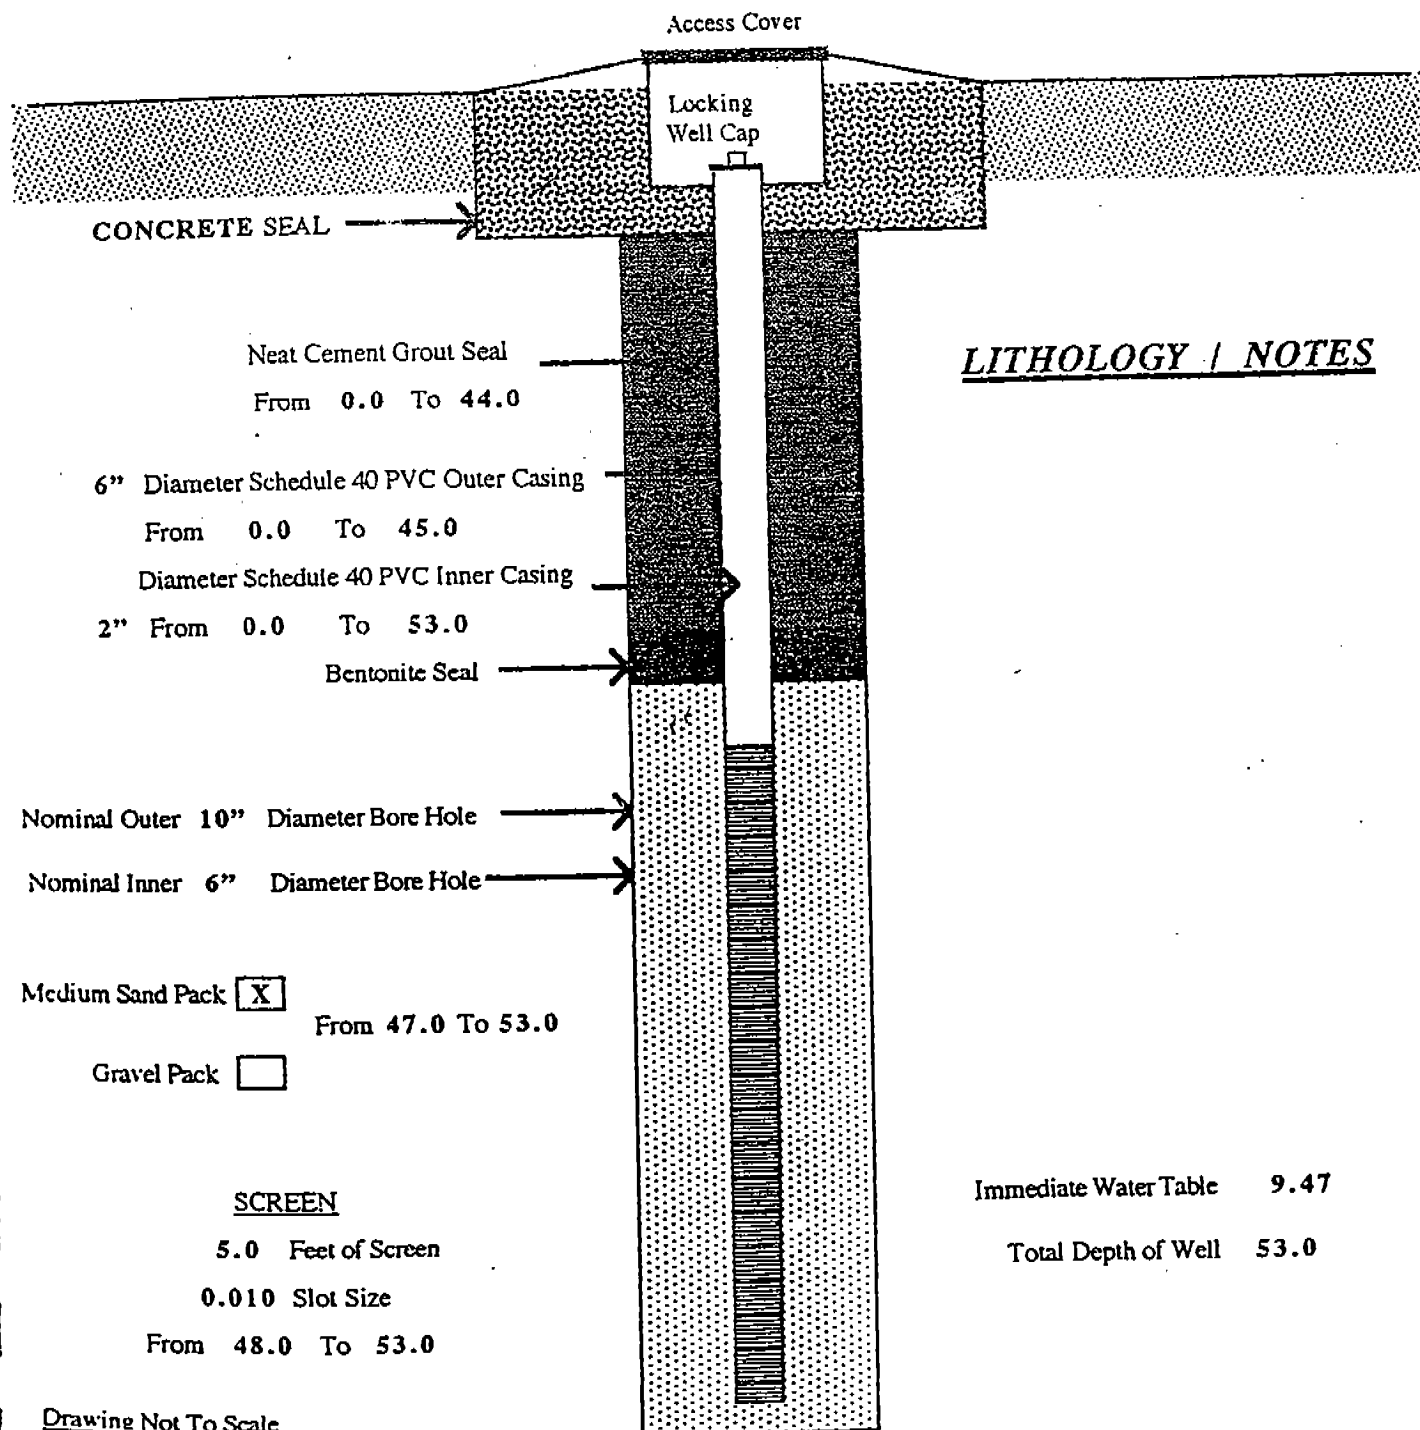 Access Cover
Locking
Well Cap
CONCRETE SEAL
Neat Cement Grout Seal
From 0.0 To 44.0
LITHOLOGY / NOTES
6" Diameter Schedule 40 PVC Outer Casing
From 0.0 To 45.0
Diameter Schedule 40 PVC Inner Casing
2" From 0.0 To 53.0
Bentonite Seal
Nominal Outer 10" Diameter Bore Hole
Nominal Inner 6" Diameter Bore Hole
Medium Sand Pack X
From 47.0 To 53.0
Gravel Pack
SCREEN
5.0 Feet of Screen
0.010 Slot Size
From 48.0 To 53.0
Immediate Water Table 9.47
Total Depth of Well 53.0
Drawing Not To Scale